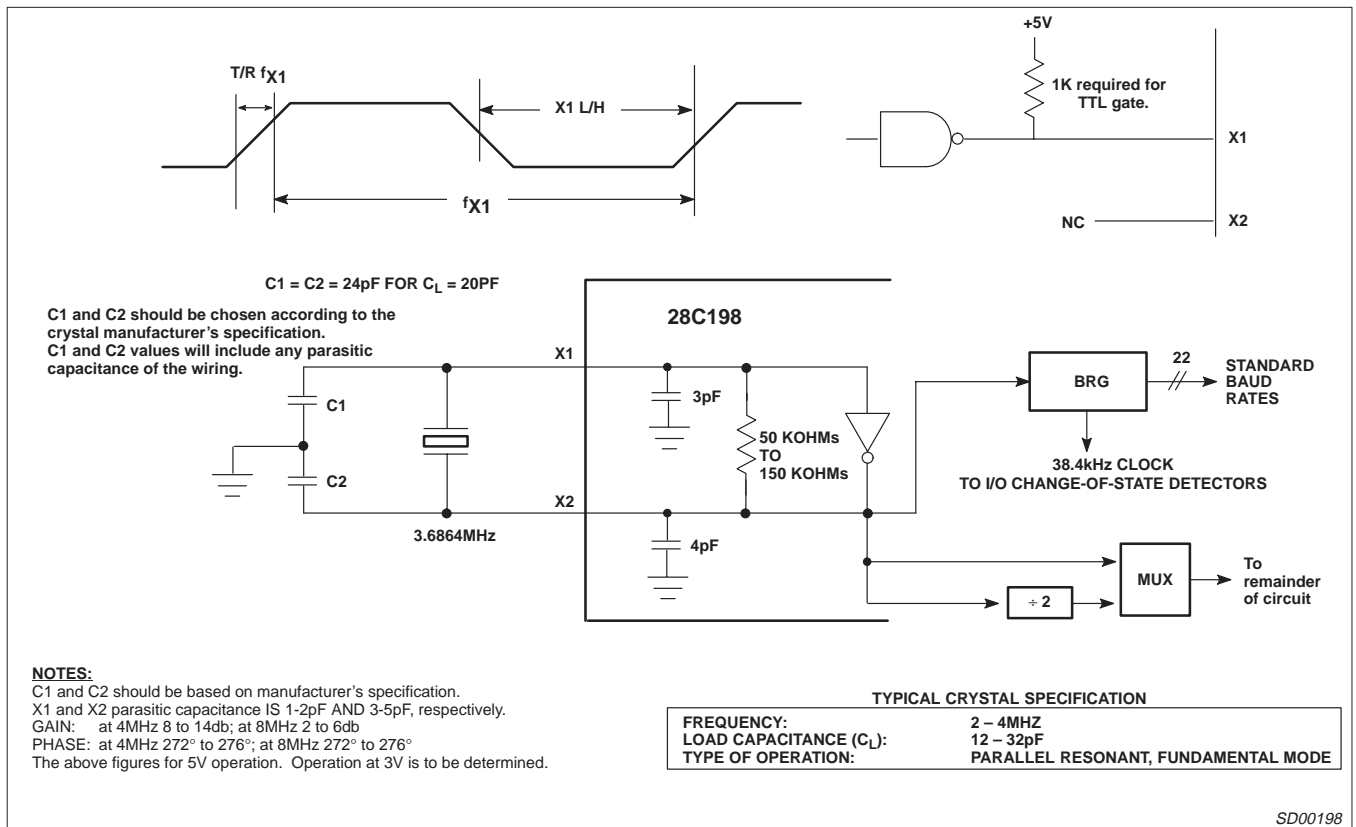 T/R fX1
X1 L/H
fX1
+5V
1K required for
TTL gate.
X1
NC
X2
C1 = C2 = 24pF FOR CL = 20PF
C1 and C2 should be chosen according to the
crystal manufacturer's specification.
C1 and C2 values will include any parasitic
capacitance of the wiring.
28C198
X1
C1
C2
X2
3.6864MHz
3pF
50 KOHMs
TO
150 KOHMs
4pF
BRG
22
STANDARD
BAUD
RATES
38.4kHz CLOCK
TO I/O CHANGE-OF-STATE DETECTORS
MUX
÷ 2
To
remainder
of circuit
NOTES:
C1 and C2 should be based on manufacturer's specification.
X1 and X2 parasitic capacitance IS 1-2pF AND 3-5pF, respectively.
GAIN: at 4MHz 8 to 14db; at 8MHz 2 to 6db
PHASE: at 4MHz 272° to 276°; at 8MHz 272° to 276°
The above figures for 5V operation. Operation at 3V is to be determined.
TYPICAL CRYSTAL SPECIFICATION
FREQUENCY: 2 – 4MHZ
LOAD CAPACITANCE (CL): 12 – 32pF
TYPE OF OPERATION: PARALLEL RESONANT, FUNDAMENTAL MODE
SD00198